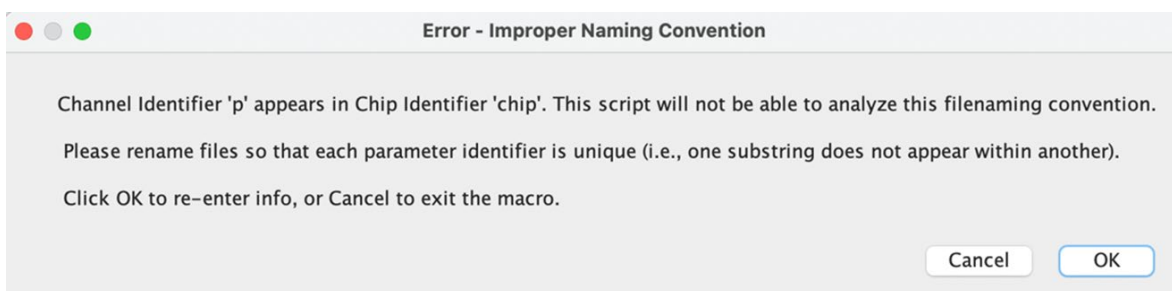 Error - Improper Naming Convention
Channel Identifier 'p' appears in Chip Identifier 'chip'. This script will not be able to analyze this filenaming convention.
Please rename files so that each parameter identifier is unique (i.e., one substring does not appear within another).
Click OK to re-enter info, or Cancel to exit the macro.
Cancel OK